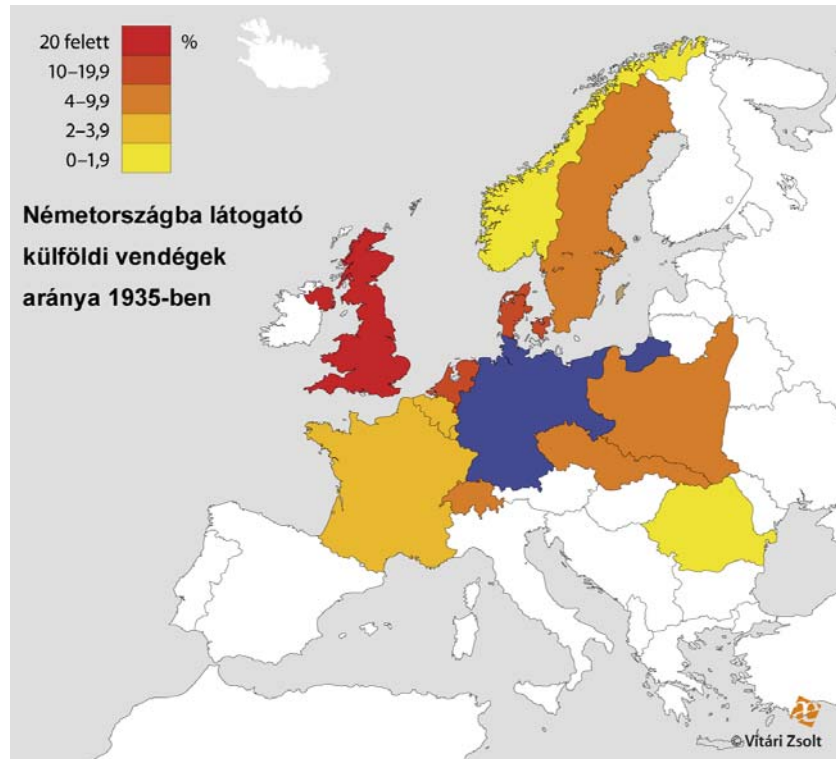 20 felett %
10–19,9
4–9,9
2–3,9
0–1,9
Németországba látogató
külföldi vendégek
aránya 1935-ben
© Vitári Zsolt